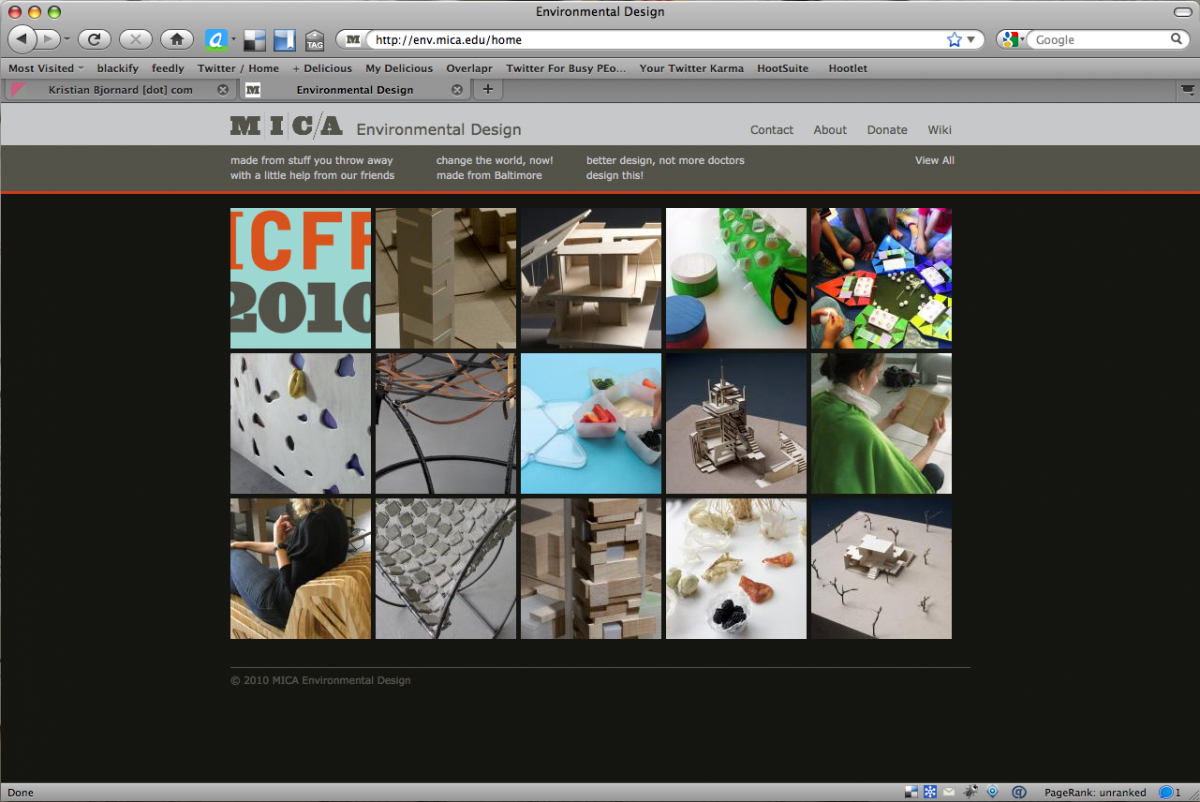 Environmental Design
TAG
M
http://env.mica.edu/home
Google
Most Visited
blackify
feedly
Twitter / Home
+ Delicious
My Delicious
Overlapr
Twitter For Busy PEo...
Your Twitter Karma
HootSuite
Hootlet
Kristian Bjornard [dot] com
M
Environmental Design
MICA
Environmental Design
Contact
About
Donate
Wiki
made from stuff you throw away
with a little help from our friends
change the world, now!
made from Baltimore
better design, not more doctors
design this!
View All
ICFF
2010
© 2010 MICA Environmental Design
Done
PageRank: unranked
1